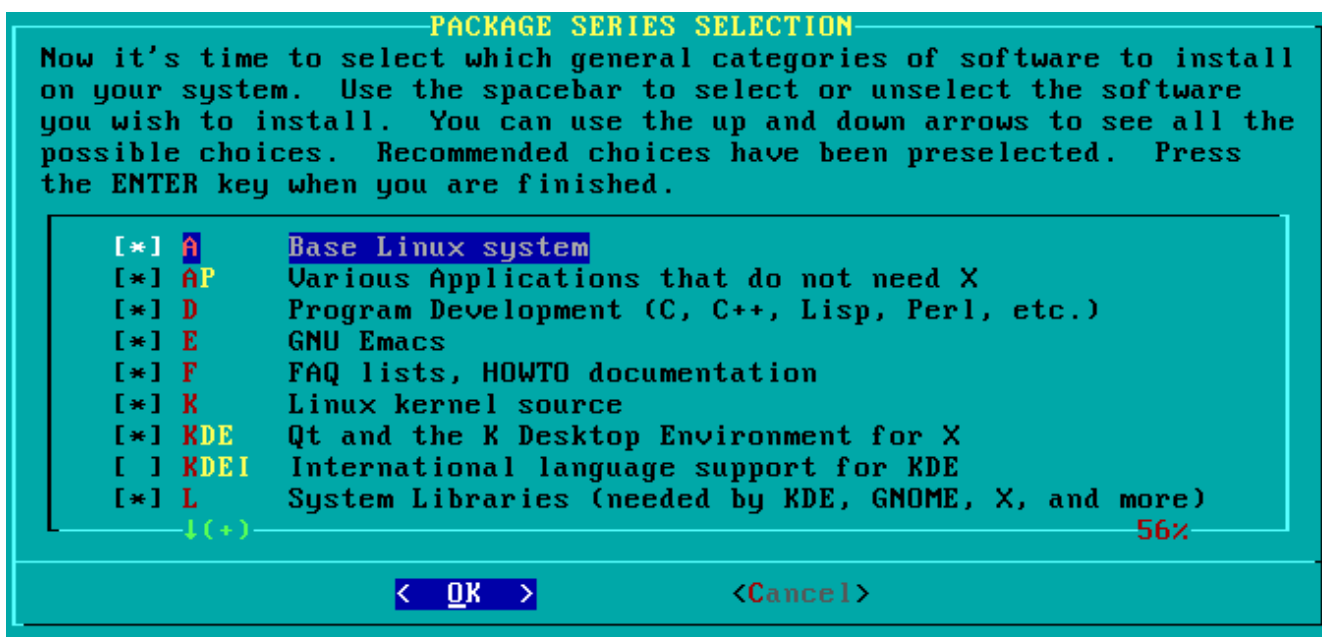 PACKAGE SERIES SELECTION
Now it's time to select which general categories of software to install
on your system.  Use the spacebar to select or unselect the software
you wish to install.  You can use the up and down arrows to see all the
possible choices.  Recommended choices have been preselected.  Press
the ENTER key when you are finished.
[*] A Base Linux system
[*] AP Various Applications that do not need X
[*] D Program Development (C, C++, Lisp, Perl, etc.)
[*] E GNU Emacs
[*] F FAQ lists, HOWTO documentation
[*] K Linux kernel source
[*] KDE Qt and the K Desktop Environment for X
[ ] KDEI International language support for KDE
[*] L System Libraries (needed by KDE, GNOME, X, and more)
↓(+) 56%
< OK > <Cancel>